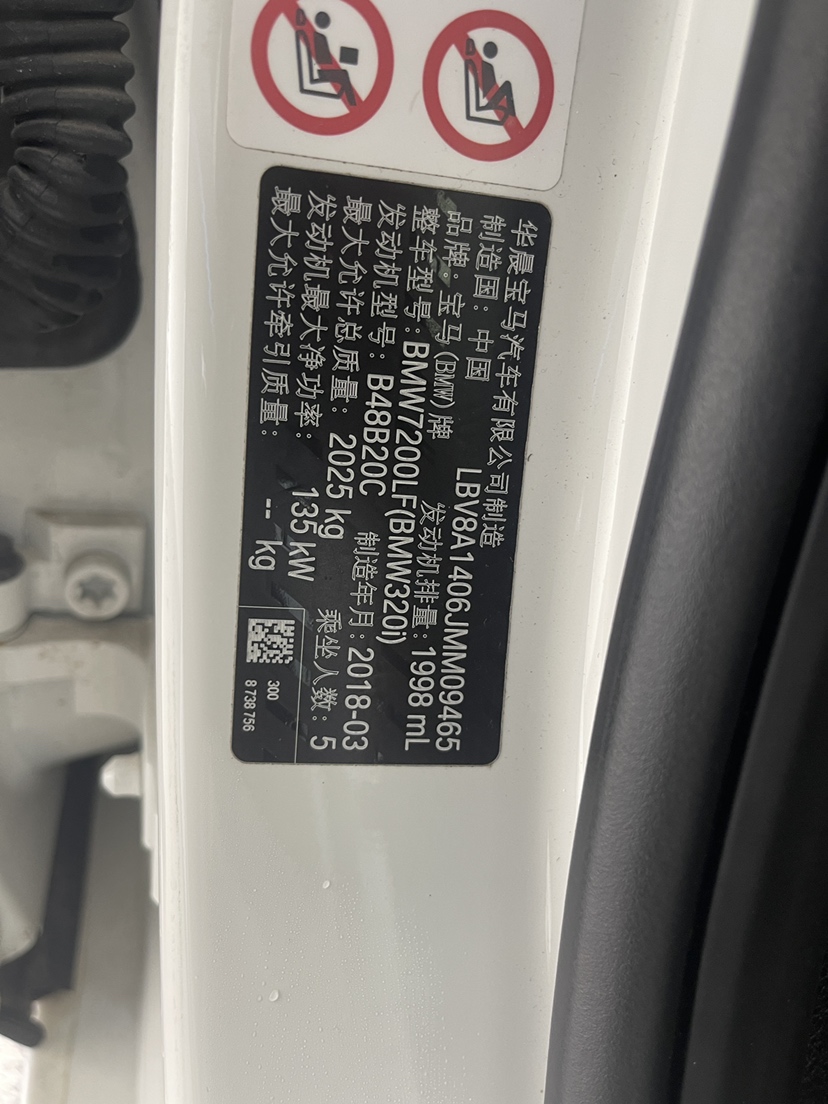 华晨宝马汽车有限公司制造
制造国：中国 LBV8A1406JMM09465
品牌：宝马(BMW)牌 发动机排量：1998 mL
整车型号：BMW7200LF(BMW320i)
发动机型号：B48B20C 制造年月：2018-03
最大允许总质量：2025 kg 乘坐人数：5
发动机最大净功率：135 kW
最大允许牵引质量：-- kg
300
8 738 756